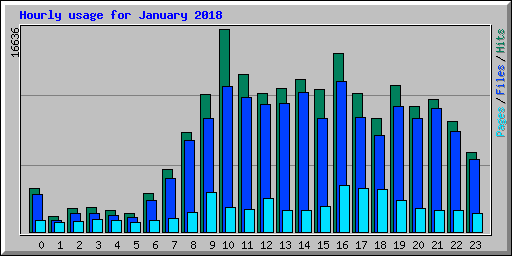 Hourly usage for January 2018
16636
Pages/Files/Hits
0 1 2 3 4 5 6 7 8 9 10 11 12 13 14 15 16 17 18 19 20 21 22 23